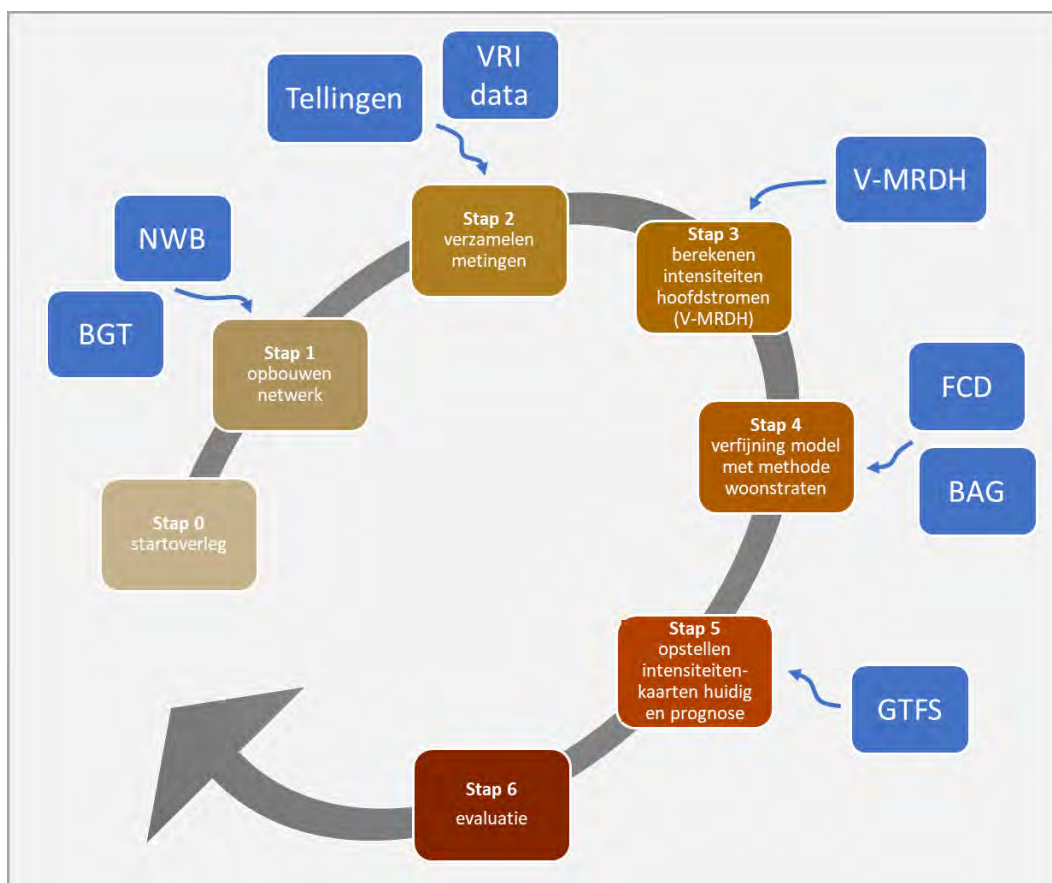 VRI
data
Tellingen
V-MRDH
NWB
BGT
Stap 2
verzamelen
metingen
Stap 3
berekenen
intensiteiten
hoofdstromen
(V-MRDH)
Stap 1
opbouwen
netwerk
FCD
BAG
Stap 4
verfijning model
met methode
woonstraten
Stap 0
startoverleg
Stap 5
opstellen
intensiteiten-
kaarten huidig
en prognose
GTFS
Stap 6
evaluatie